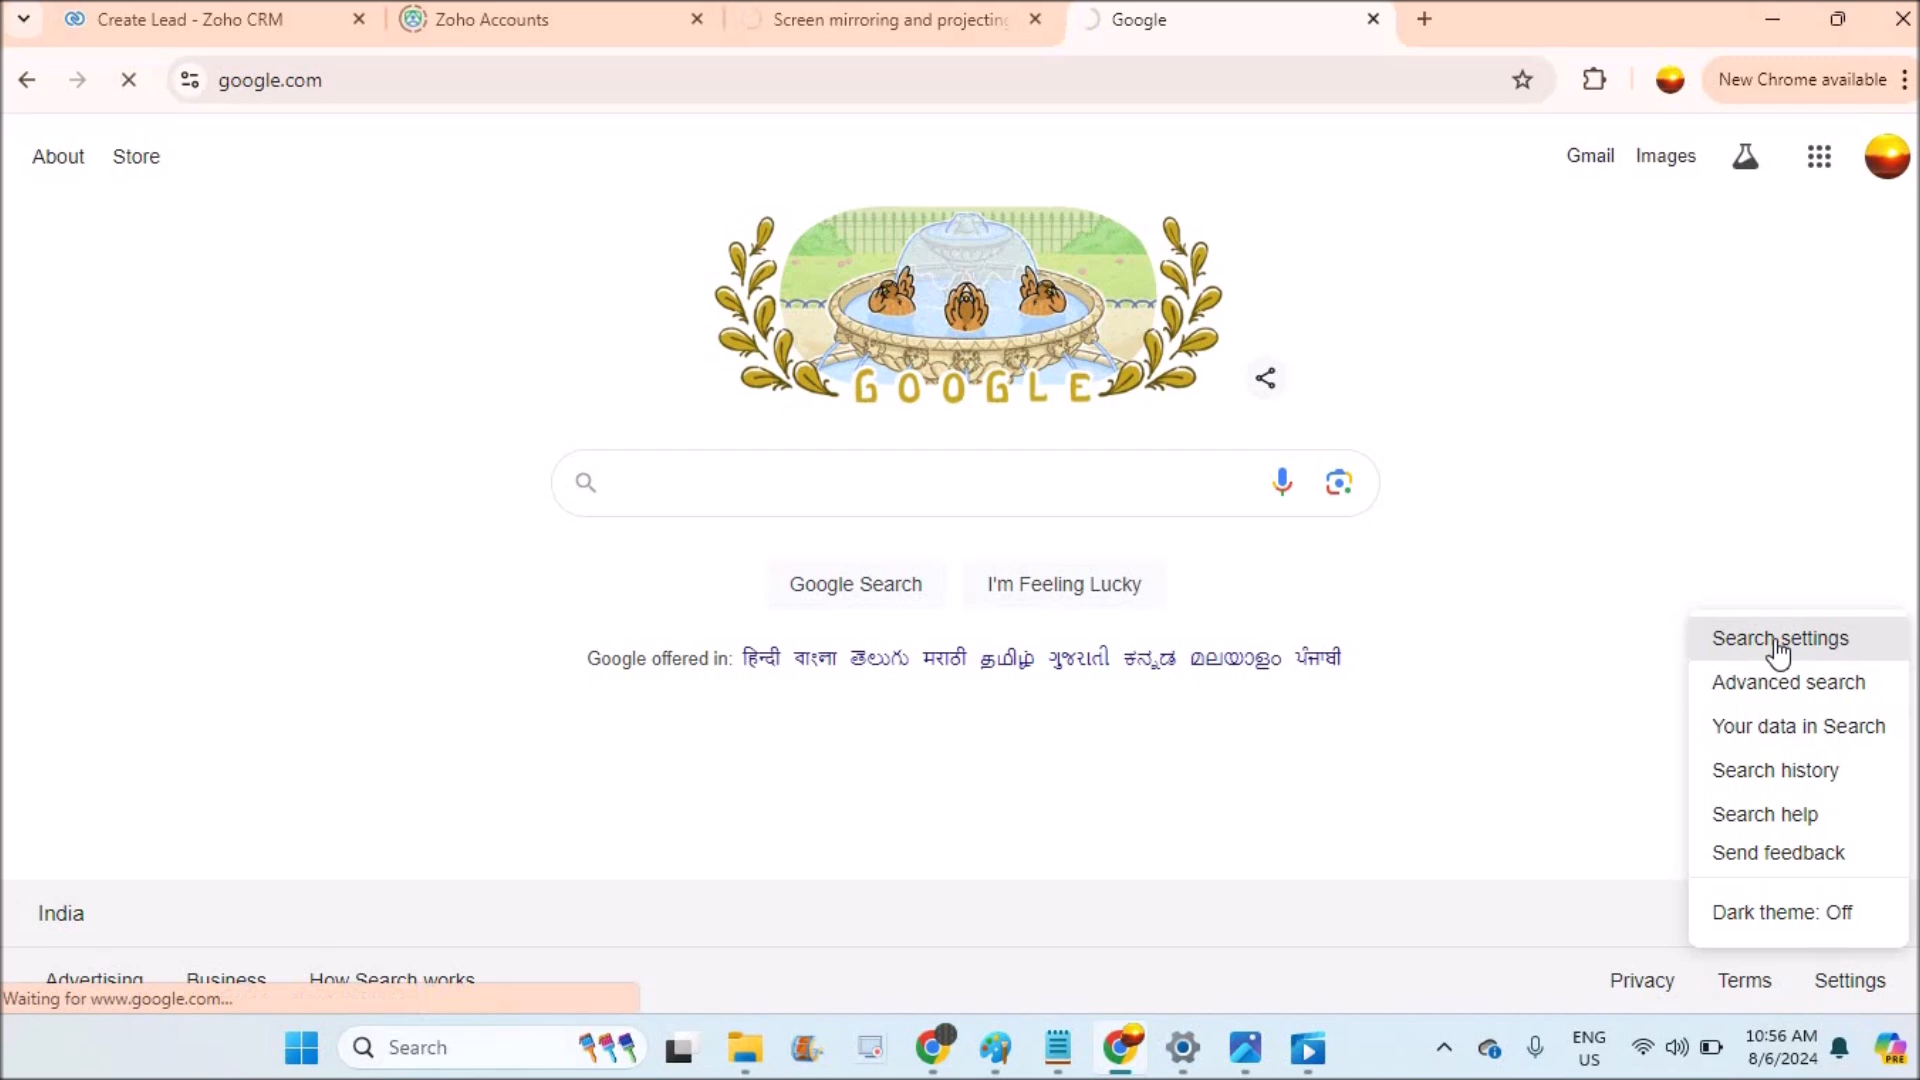 Create Lead - Zoho CRM
Zoho Accounts
Screen mirroring and projecting
Google
google.com
New Chrome available
About Store
Gmail Images
GOOGLE
Google Search I'm Feeling Lucky
Google offered in: हिन्दी বাংলা తెలుగు मराठी தமிழ் ગુજરાતી ಕನ್ನಡ മലയാളം ਪੰਜਾਬੀ
Search settings
Advanced search
Your data in Search
Search history
Search help
Send feedback
Dark theme: Off
India
Advertising Business How Search works
Privacy Terms Settings
Waiting for www.google.com...
Search
ENG
US
10:56 AM
8/6/2024
PRE